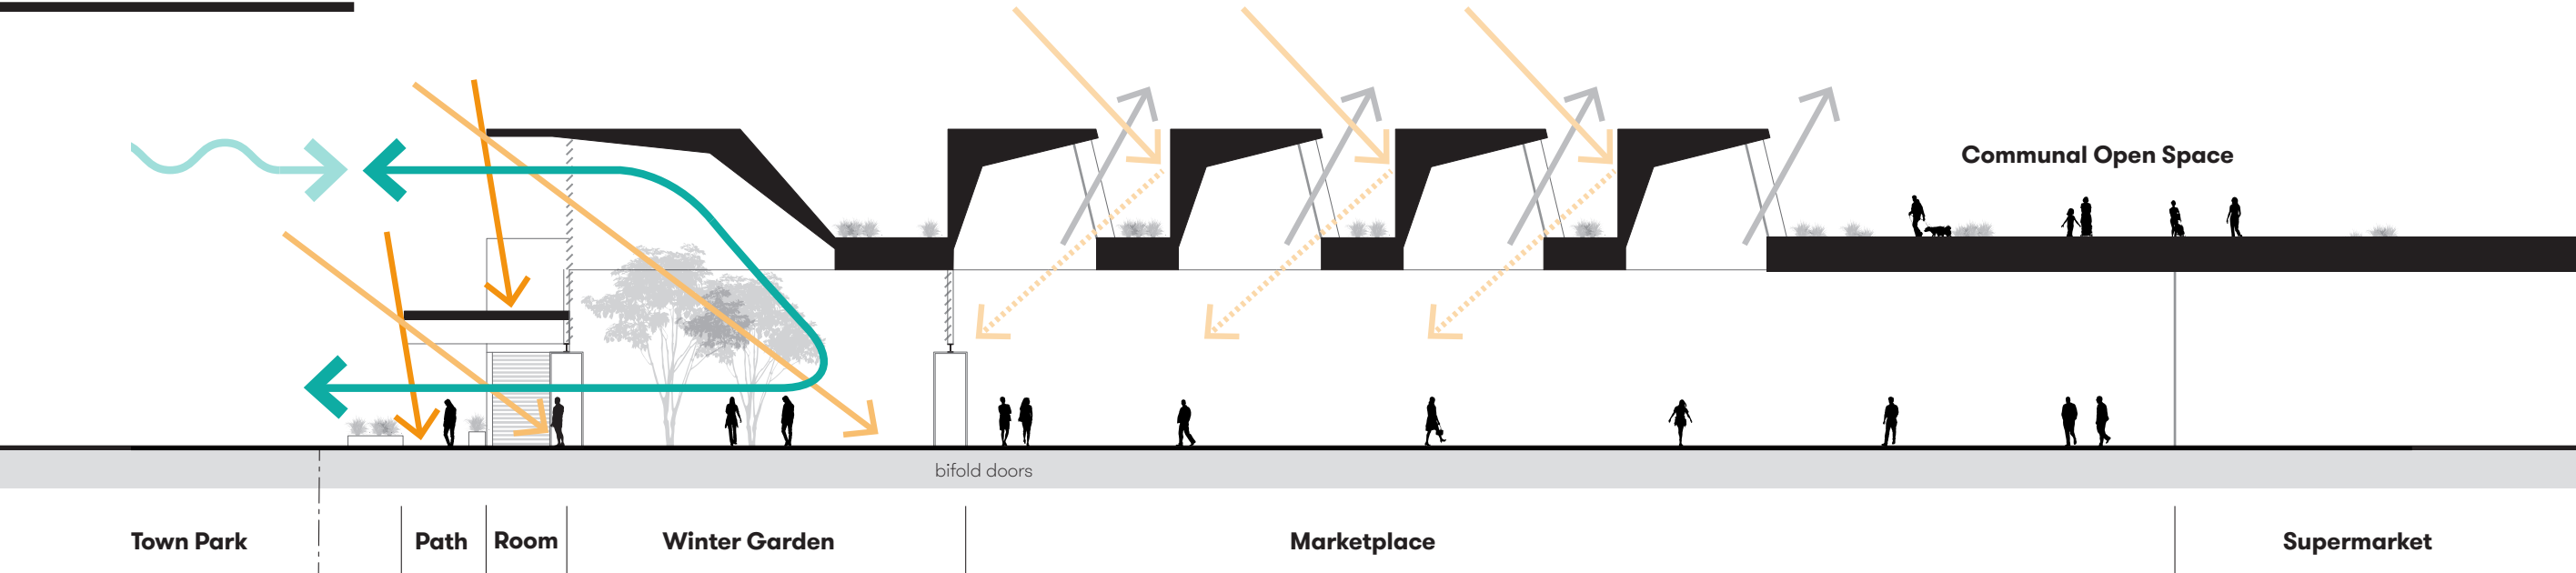 Communal Open Space
bifold doors
Town Park
Path
Room
Winter Garden
Marketplace
Supermarket